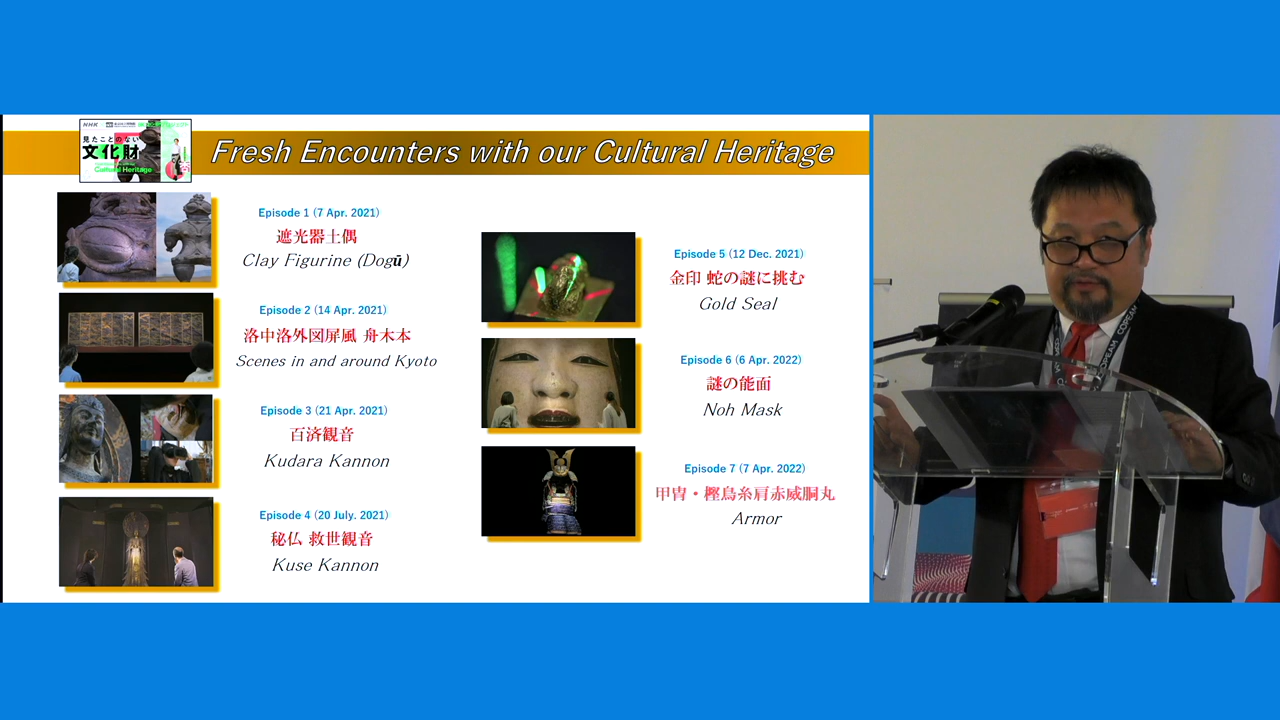 NHK
見たことのない
文化財
Cultural Heritage
Fresh Encounters with our Cultural Heritage
Episode 1 (7 Apr. 2021)
遮光器土偶
Clay Figurine (Dogū)
Episode 2 (14 Apr. 2021)
洛中洛外図屏風 舟木本
Scenes in and around Kyoto
Episode 3 (21 Apr. 2021)
百済観音
Kudara Kannon
Episode 4 (20 July. 2021)
秘仏 救世観音
Kuse Kannon
Episode 5 (12 Dec. 2021)
金印 蛇の謎に挑む
Gold Seal
Episode 6 (6 Apr. 2022)
謎の能面
Noh Mask
Episode 7 (7 Apr. 2022)
甲冑・樫鳥糸肩赤威胴丸
Armor
COPEAM